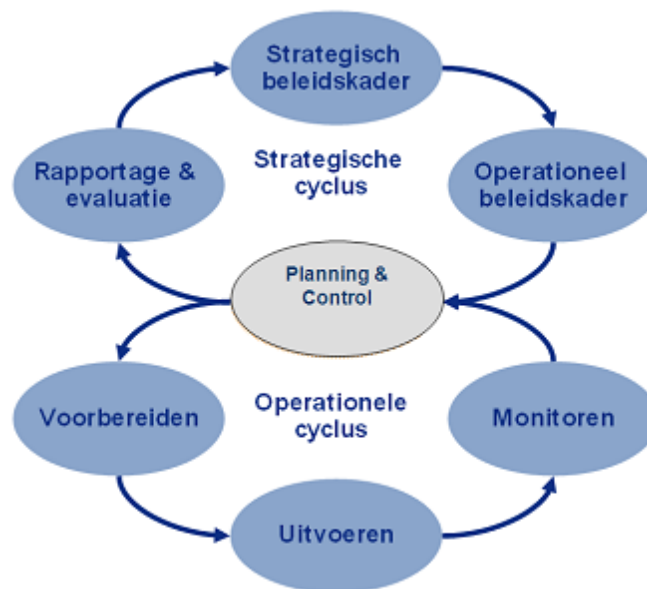 Strategisch
beleidskader
Rapportage &
evaluatie
Strategische
cyclus
Operationeel
beleidskader
Planning &
Control
Voorbereiden
Operationele
cyclus
Monitoren
Uitvoeren